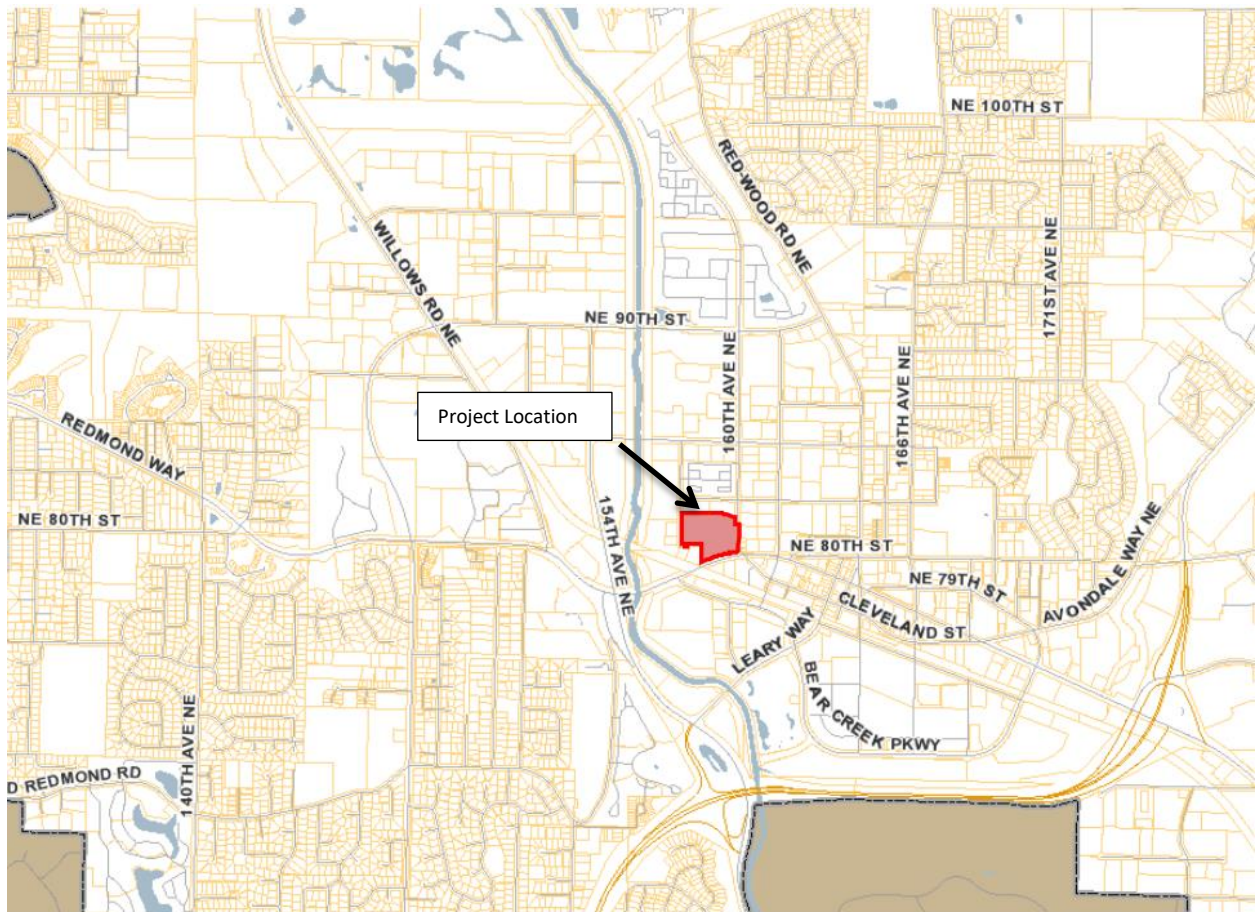 NE 100TH ST
RED-WOOD RD NE
WILLOWS RD NE
171ST AVE NE
NE 90TH ST
160TH AVE NE
166TH AVE NE
Project Location
REDMOND WAY
NE 80TH ST
154TH AVE NE
NE 80TH ST
AVONDALE WAY NE
NE 79TH ST
CLEVELAND ST
LEARY WAY
BEAR CREEK PKWY
140TH AVE NE
D REDMOND RD